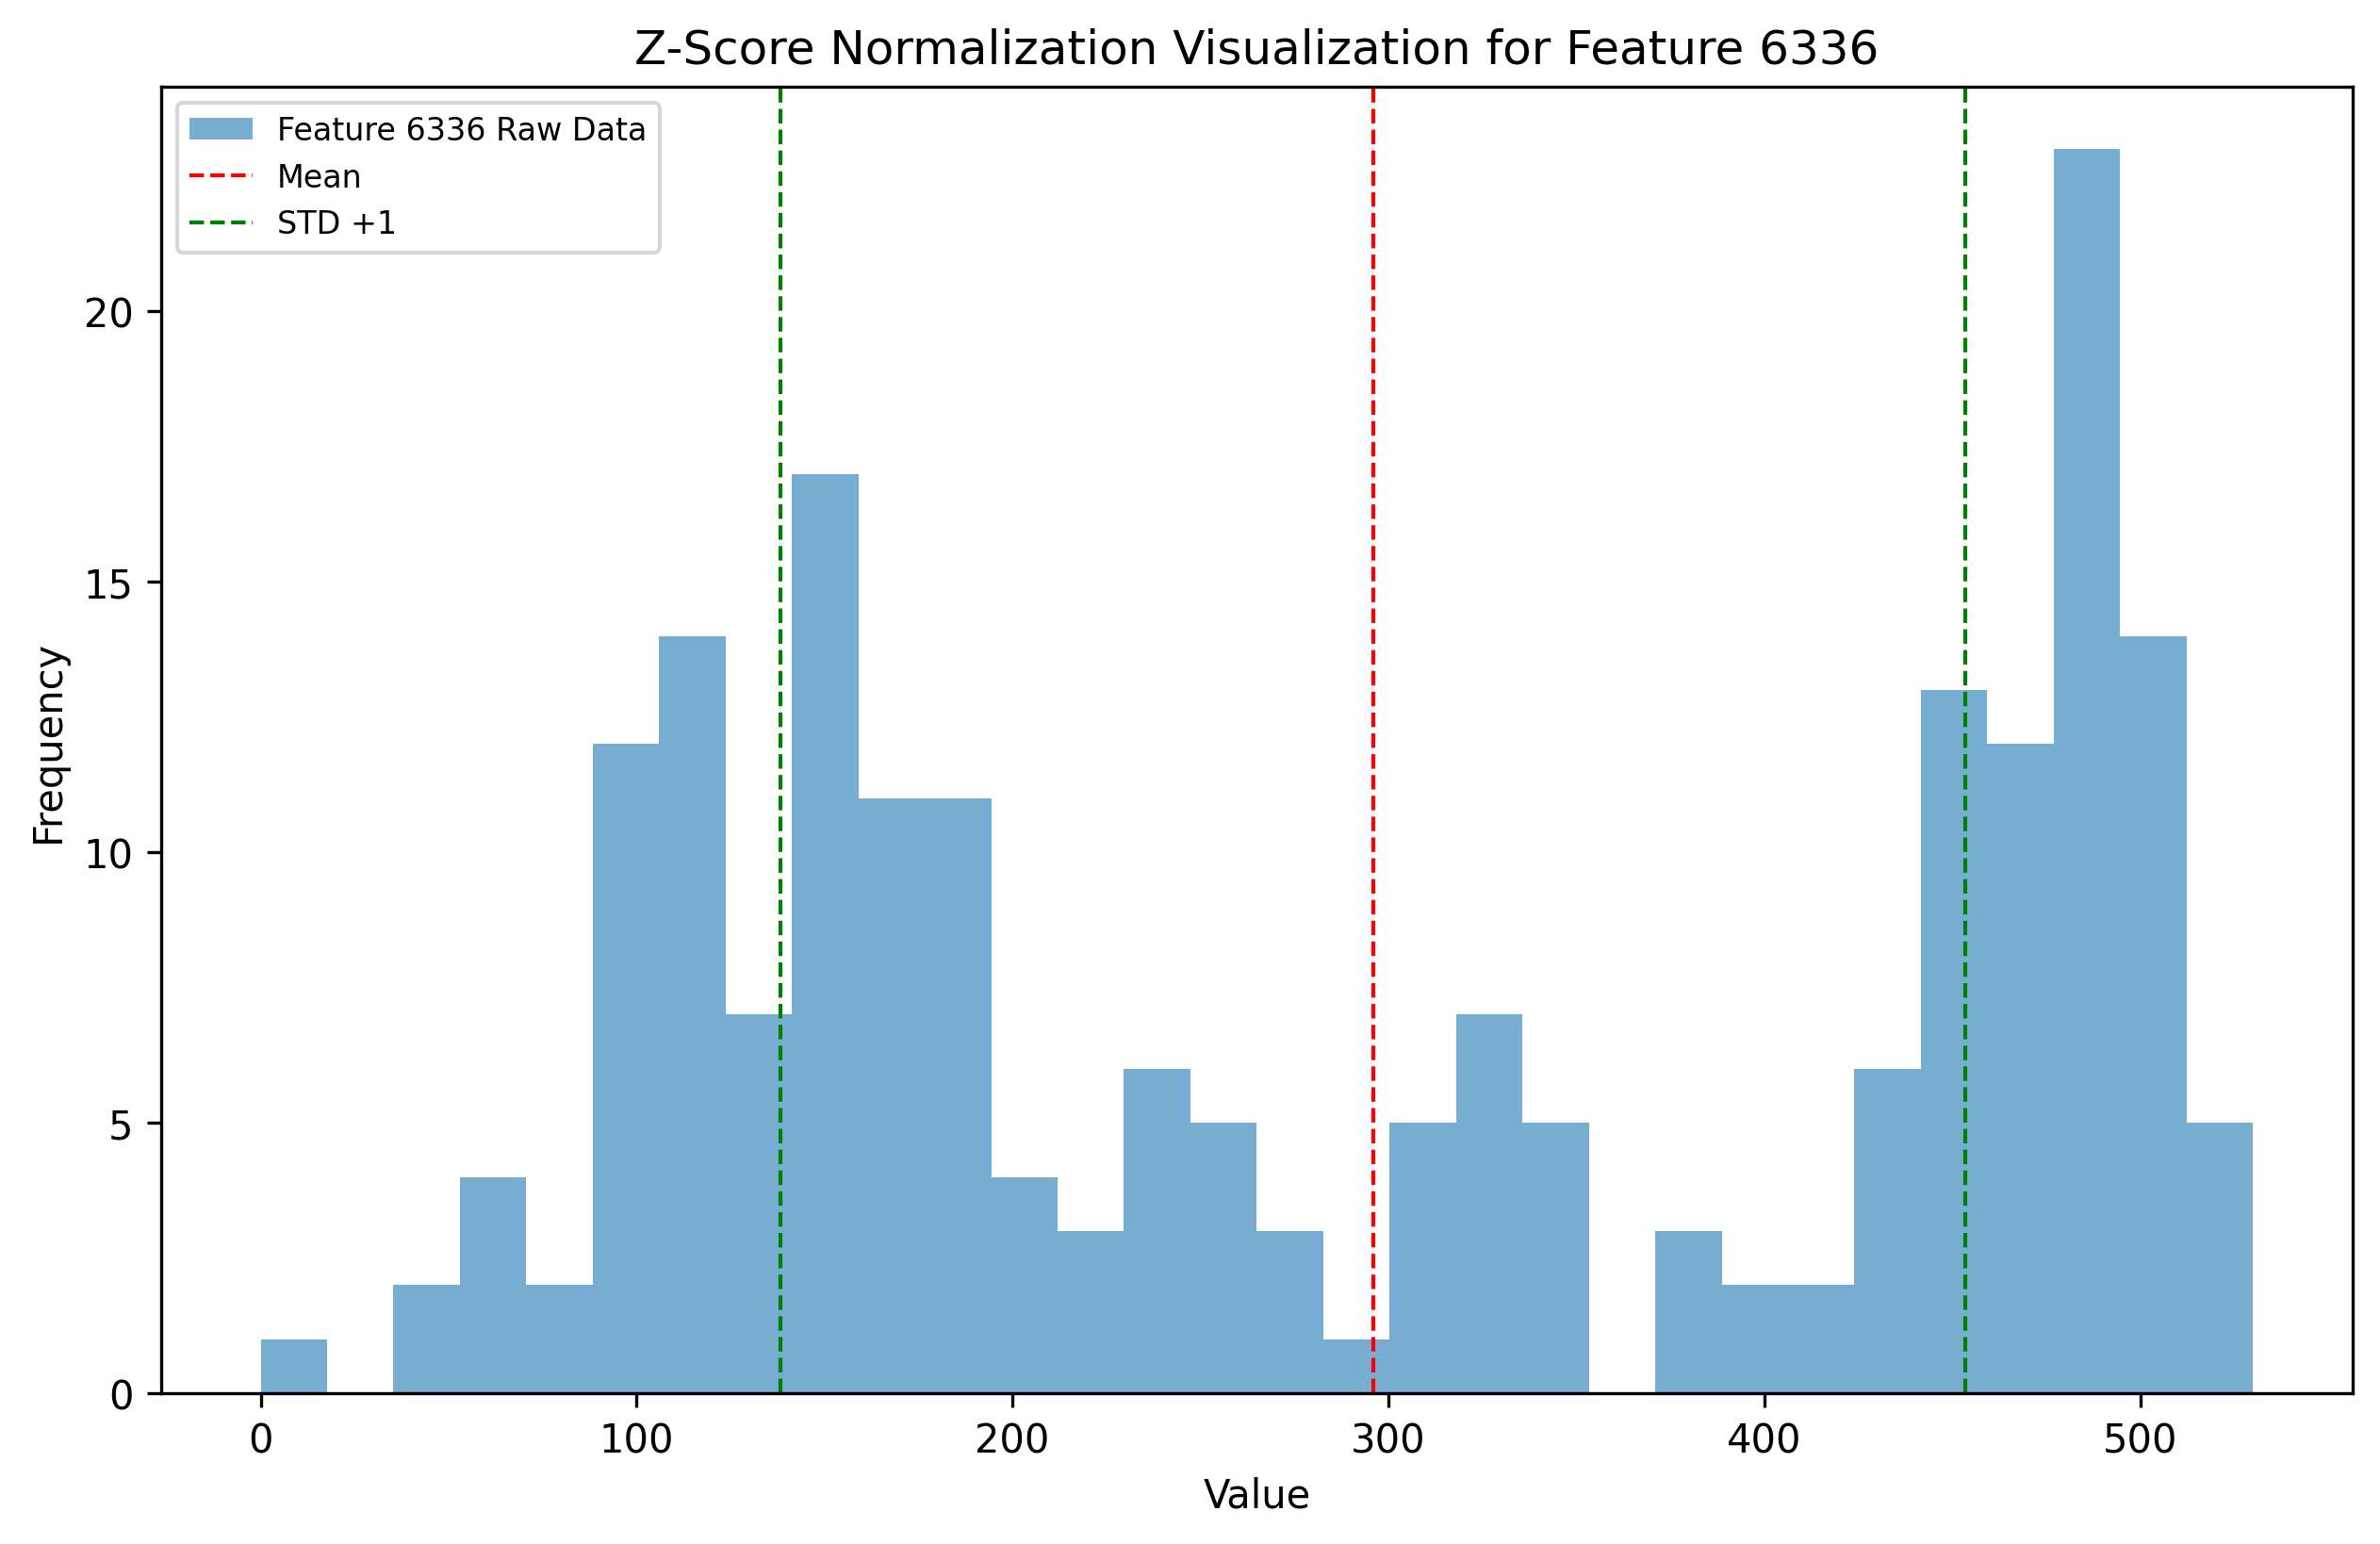 Z-Score Normalization Visualization for Feature 6336
Feature 6336 Raw Data
Mean
STD +1
Frequency
20
15
10
5
0
0 100 200 300 400 500
Value